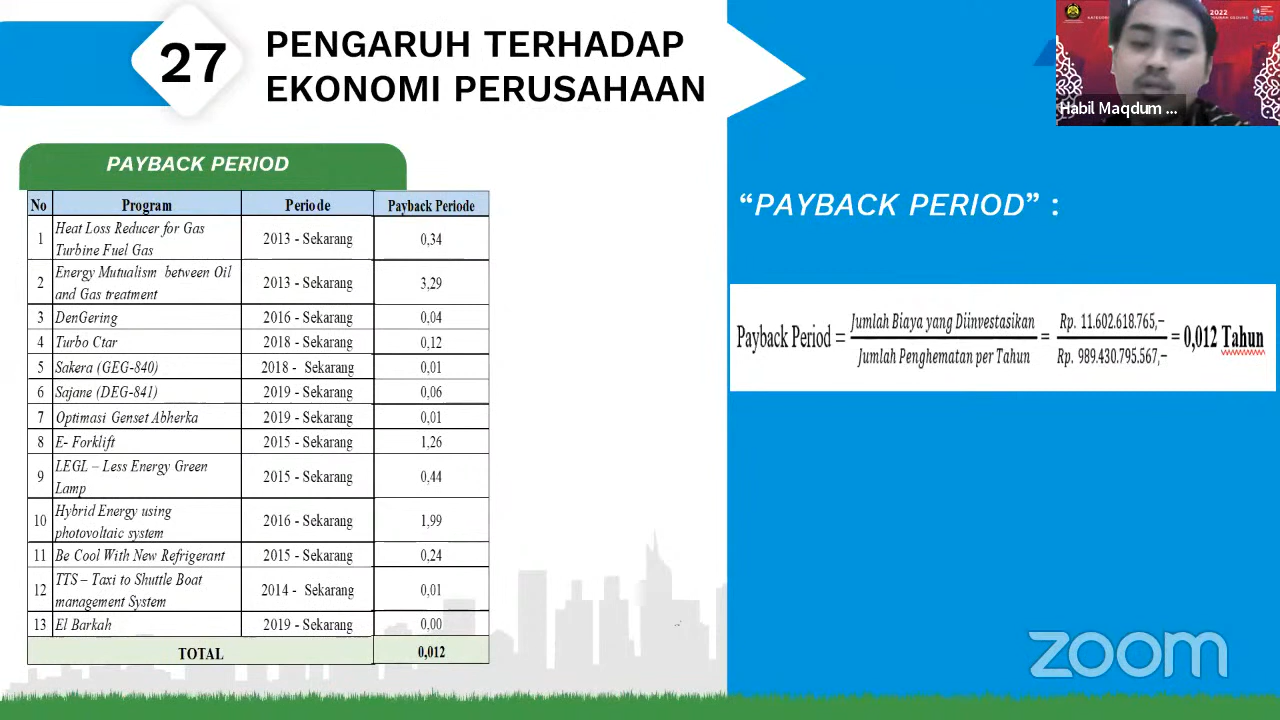 27
PENGARUH TERHADAP
EKONOMI PERUSAHAAN
2022
Habil Maqdum ...
PAYBACK PERIOD
No Program Periode Payback Periode
1 Heat Loss Reducer for Gas Turbine Fuel Gas 2013 - Sekarang 0,34
2 Energy Mutualism between Oil and Gas treatment 2013 - Sekarang 3,29
3 DenGering 2016 - Sekarang 0,04
4 Turbo Ctar 2018 - Sekarang 0,12
5 Sakera (GEG-840) 2018 - Sekarang 0,01
6 Sajane (DEG-841) 2019 - Sekarang 0,06
7 Optimasi Genset Abherka 2019 - Sekarang 0,01
8 E- Forklift 2015 - Sekarang 1,26
9 LEGL – Less Energy Green Lamp 2015 - Sekarang 0,44
10 Hybrid Energy using photovoltaic system 2016 - Sekarang 1,99
11 Be Cool With New Refrigerant 2015 - Sekarang 0,24
12 TTS – Taxi to Shuttle Boat management System 2014 - Sekarang 0,01
13 El Barkah 2019 - Sekarang 0,00
TOTAL 0,012
“PAYBACK PERIOD” :
Payback Period = Jumlah Biaya yang Diinvestasikan / Jumlah Penghematan per Tahun = Rp. 11.602.618.765,– / Rp. 989.430.795.567,– = 0,012 Tahun
zoom